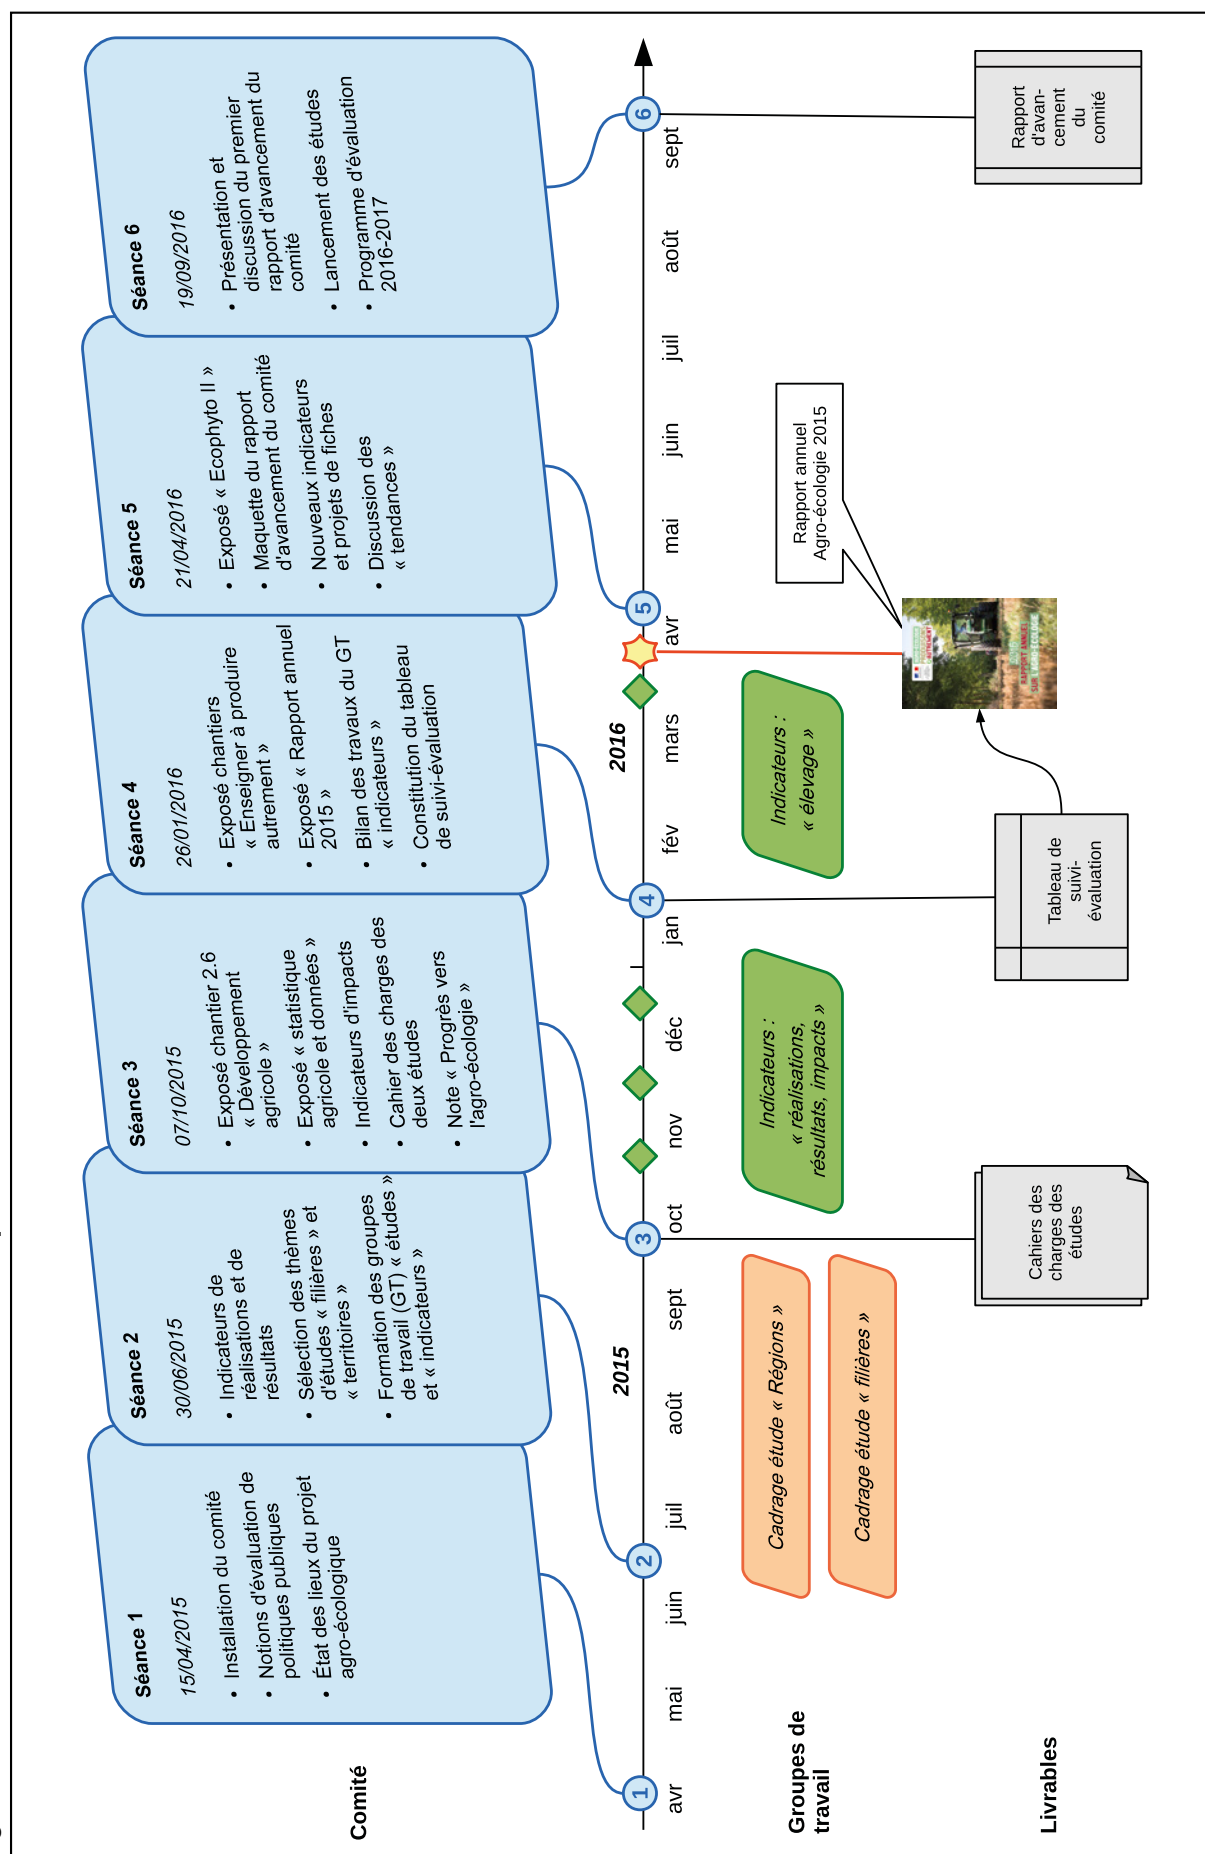 Comité
Séance 1
15/04/2015
• Installation du comité
• Notions d'évaluation de
politiques publiques
• État des lieux du projet
agro-écologique
Séance 2
30/06/2015
• Indicateurs de
réalisations et de
résultats
• Sélection des thèmes
d'études « filières » et
« territoires »
• Formation des groupes
de travail (GT) « études »
et « indicateurs »
Séance 3
07/10/2015
• Exposé chantier 2.6
« Développement
agricole »
• Exposé « statistique
agricole et données »
• Indicateurs d'impacts
• Cahier des charges des
deux études
• Note « Progrès vers
l'agro-écologie »
Séance 4
26/01/2016
• Exposé chantiers
« Enseigner à produire
autrement »
• Exposé « Rapport annuel
2015 »
• Bilan des travaux du GT
« indicateurs »
• Constitution du tableau
de suivi-évaluation
Séance 5
21/04/2016
• Exposé « Ecophyto II »
• Maquette du rapport
d'avancement du comité
• Nouveaux indicateurs
et projets de fiches
• Discussion des
« tendances »
Séance 6
19/09/2016
• Présentation et
discussion du premier
rapport d'avancement du
comité
• Lancement des études
• Programme d'évaluation
2016-2017
2015
2016
1
2
3
4
5
6
avr
mai
juin
juil
août
sept
oct
nov
déc
jan
fév
mars
avr
mai
juin
juil
août
sept
Groupes de
travail
Cadrage étude « Régions »
Cadrage étude « filières »
Indicateurs :
« réalisations,
résultats, impacts »
Indicateurs :
« élevage »
Rapport annuel
Agro-écologie 2015
Livrables
Cahiers des
charges des
études
Tableau de
suivi-
évaluation
AUTREMENT
RAPPORT ANNUEL
Rapport
d'avan-
cement
du
comité